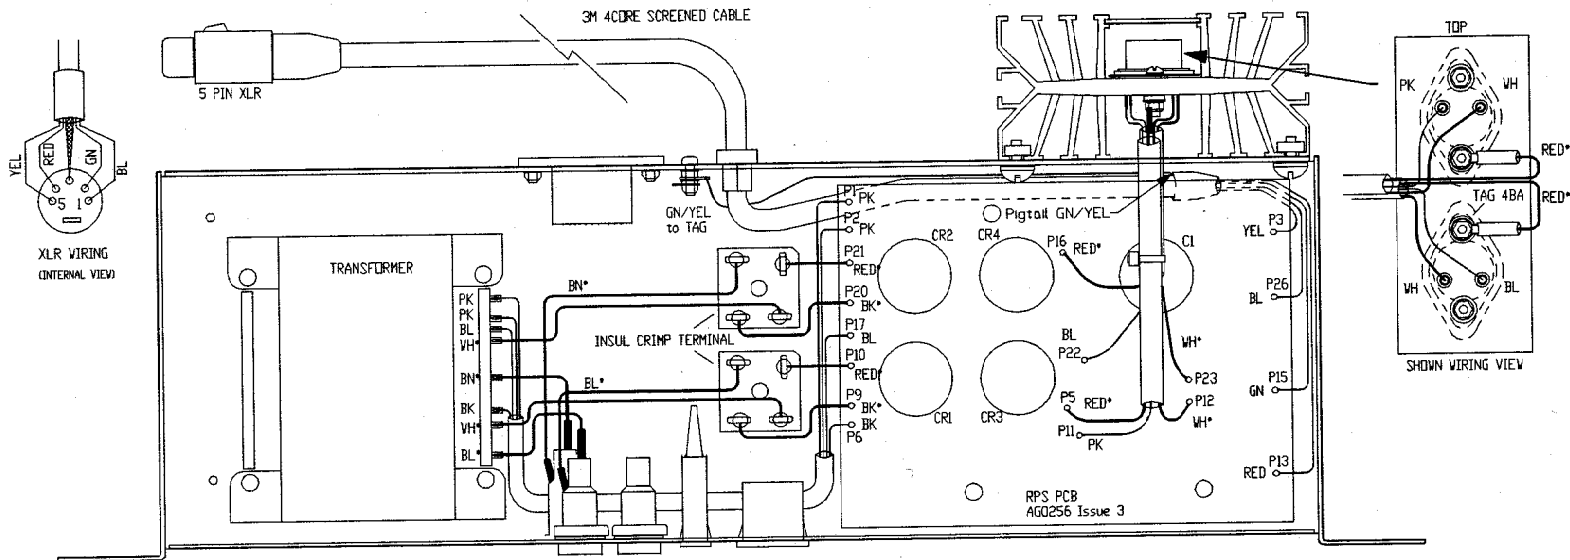 3M 4CORE SCREENED CABLE
5 PIN XLR
YEL
RED
GN
BL
5 1
XLR WIRING
(INTERNAL VIEW)
TRANSFORMER
PK
PK
BL
WH*
BN*
BK
WH*
BL*
BN*
INSUL CRIMP TERMINAL
BL*
GN/YEL
to TAG
P1
PK
P2
PK
P21
RED*
P20
BK*
P17
BL
P10
RED*
P9
BK*
BK
P6
CR2
CR4
CR1
CR3
C1
Pigtail GN/YEL
P16
RED*
BL
P22
WH*
P23
P5
RED*
P12
WH*
P11
PK
P3
YEL
P26
BL
P15
GN
P13
RED
RPS PCB
AG0256 Issue 3
TOP
PK
WH
RED*
TAG 4BA
RED*
WH
BL
SHOWN WIRING VIEW